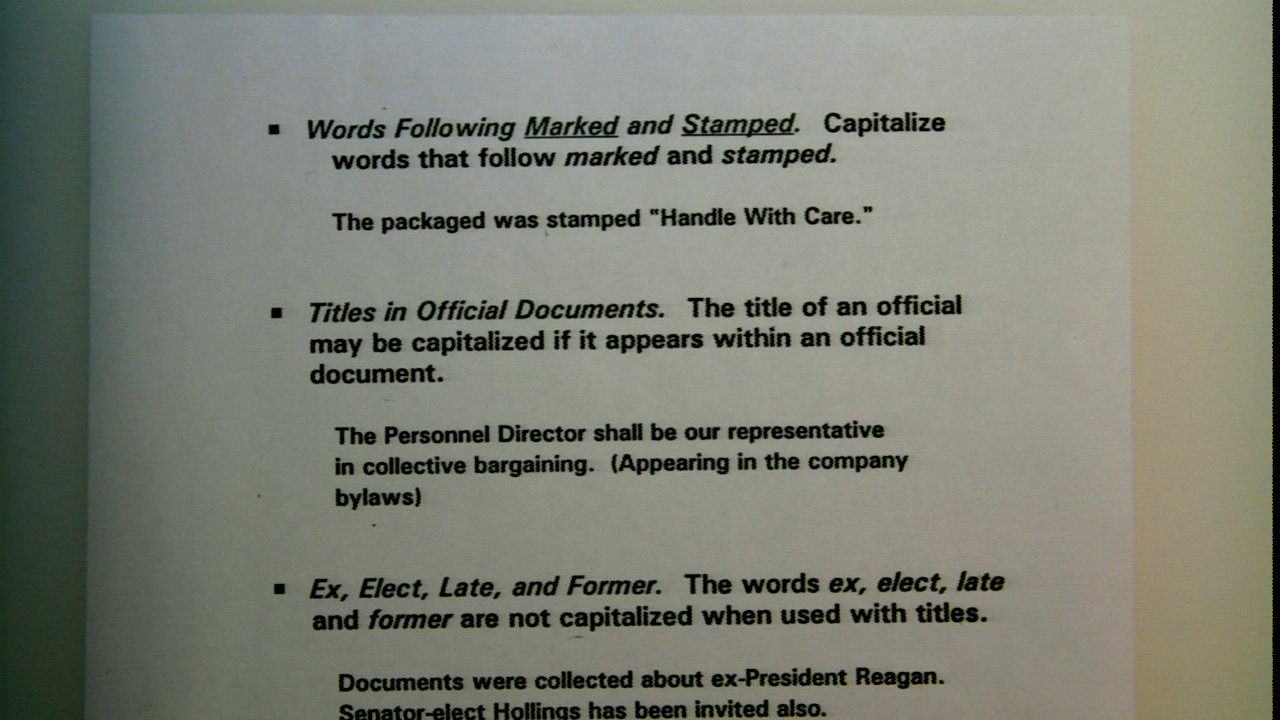 ▪ Words Following Marked and Stamped. Capitalize
words that follow marked and stamped.
The packaged was stamped "Handle With Care."
▪ Titles in Official Documents. The title of an official
may be capitalized if it appears within an official
document.
The Personnel Director shall be our representative
in collective bargaining. (Appearing in the company
bylaws)
▪ Ex, Elect, Late, and Former. The words ex, elect, late
and former are not capitalized when used with titles.
Documents were collected about ex-President Reagan.
Senator-elect Hollings has been invited also.